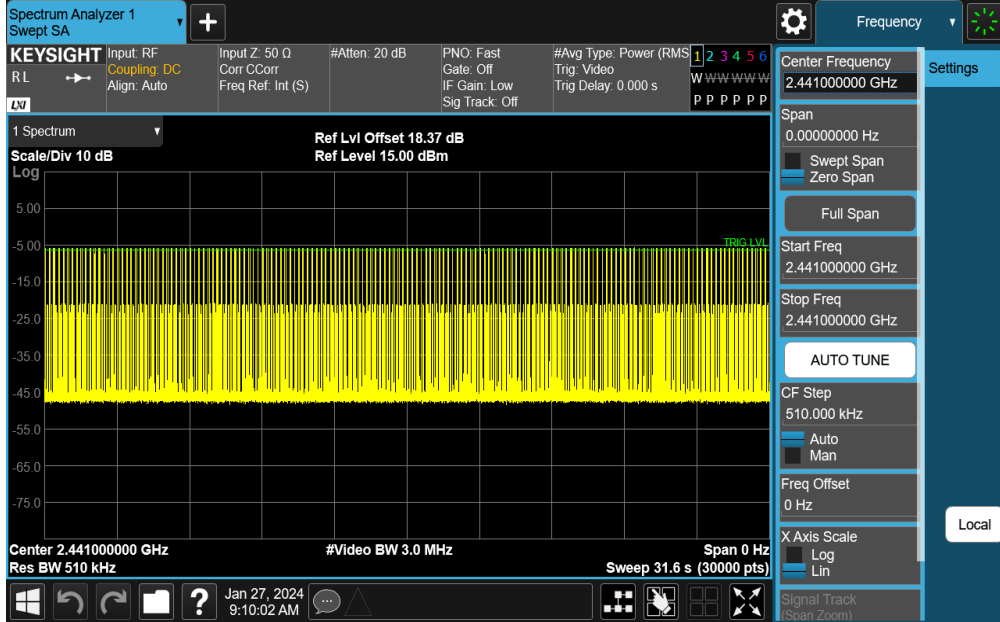 Spectrum Analyzer 1
Swept SA
+
Frequency
KEYSIGHT
R L
LXI
Input: RF
Coupling: DC
Align: Auto
Input Z: 50 Ω
Corr CCorr
Freq Ref: Int (S)
#Atten: 20 dB
PNO: Fast
Gate: Off
IF Gain: Low
Sig Track: Off
#Avg Type: Power (RMS
Trig: Video
Trig Delay: 0.000 s
1 2 3 4 5 6
W W W W W W
P P P P P P
1 Spectrum
Scale/Div 10 dB
Ref Lvl Offset 18.37 dB
Ref Level 15.00 dBm
Log
5.00
-5.00
-15.0
-25.0
-35.0
-45.0
-55.0
-65.0
-75.0
TRIG LVL
Center 2.441000000 GHz
Res BW 510 kHz
#Video BW 3.0 MHz
Span 0 Hz
Sweep 31.6 s (30000 pts)
Center Frequency
2.441000000 GHz
Span
0.00000000 Hz
Swept Span
Zero Span
Full Span
Start Freq
2.441000000 GHz
Stop Freq
2.441000000 GHz
AUTO TUNE
CF Step
510.000 kHz
Auto
Man
Freq Offset
0 Hz
X Axis Scale
Log
Lin
Signal Track
(Span Zoom)
Settings
Local
?
Jan 27, 2024
9:10:02 AM